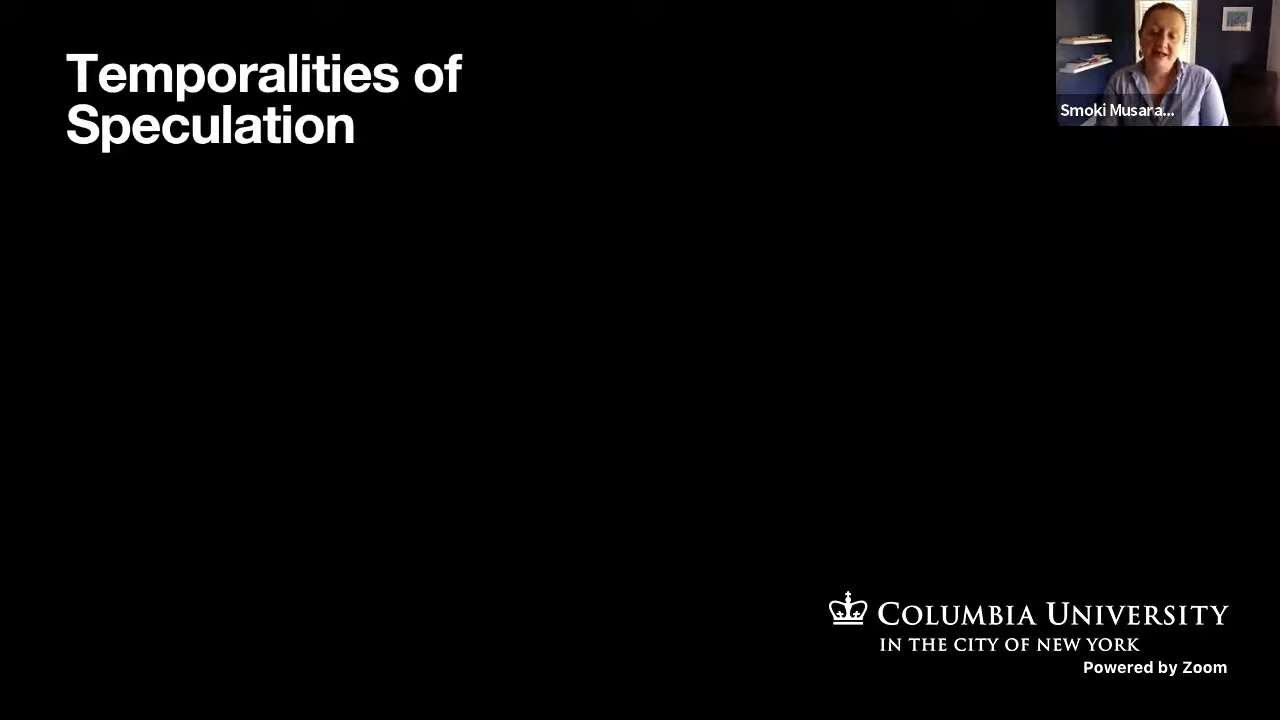 Temporalities of
Speculation
Smoki Musara...
COLUMBIA UNIVERSITY
IN THE CITY OF NEW YORK
Powered by Zoom